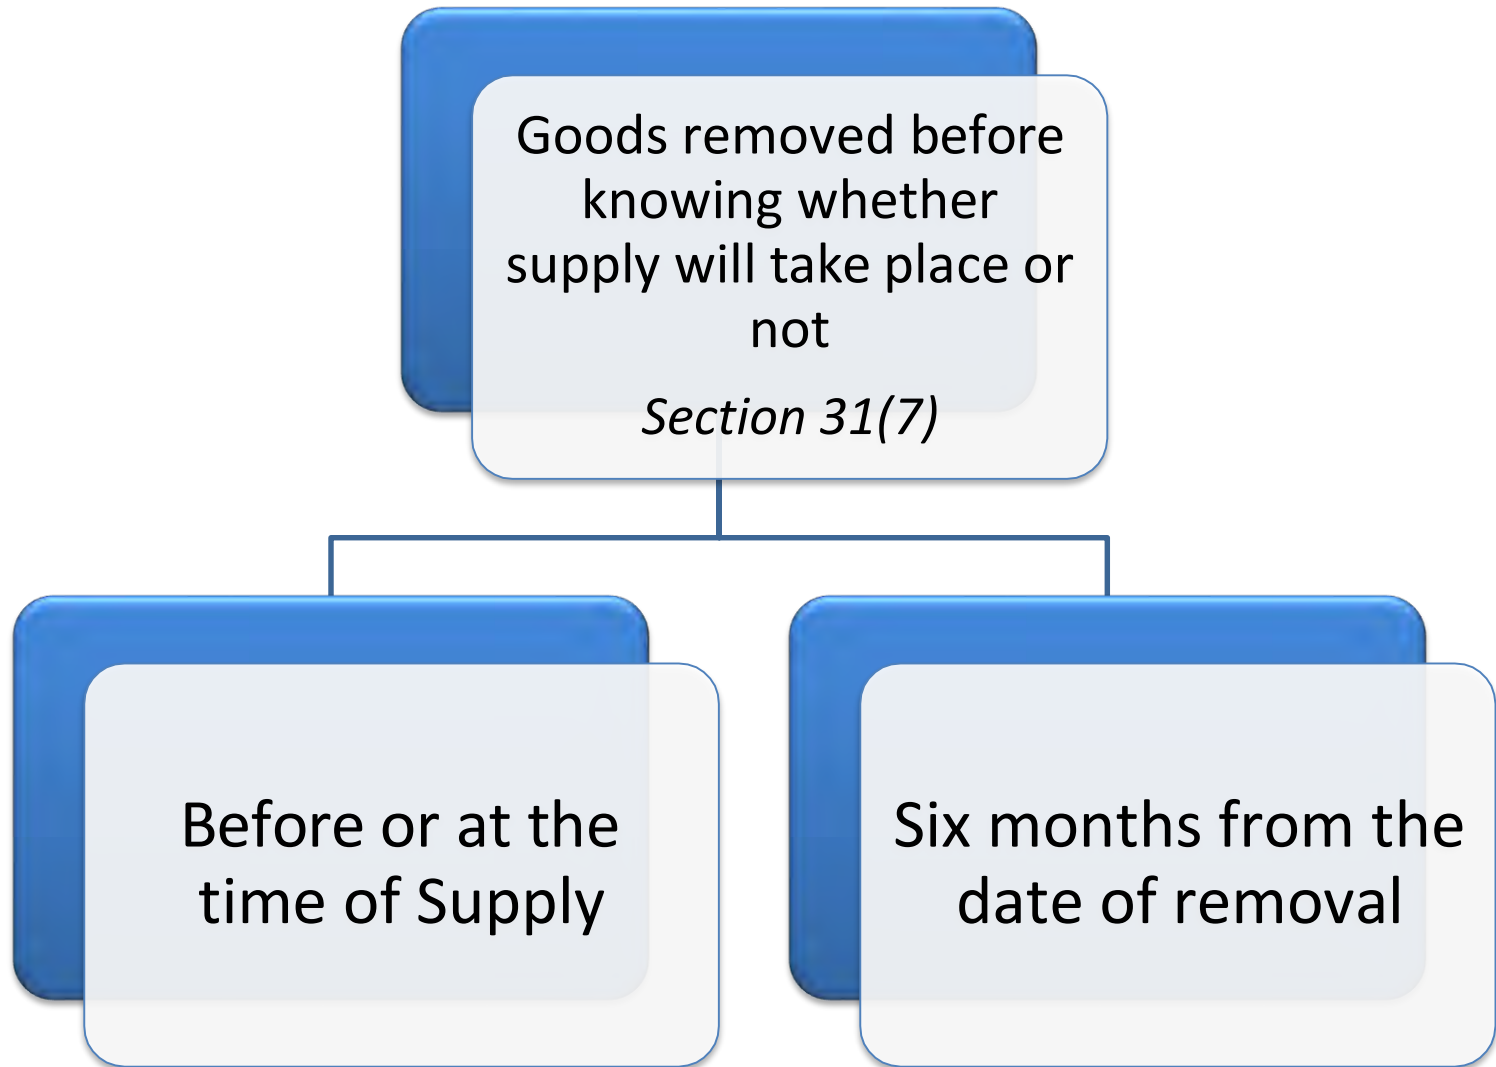 Goods removed before
knowing whether
supply will take place or
not
Section 31(7)
Before or at the
time of Supply
Six months from the
date of removal